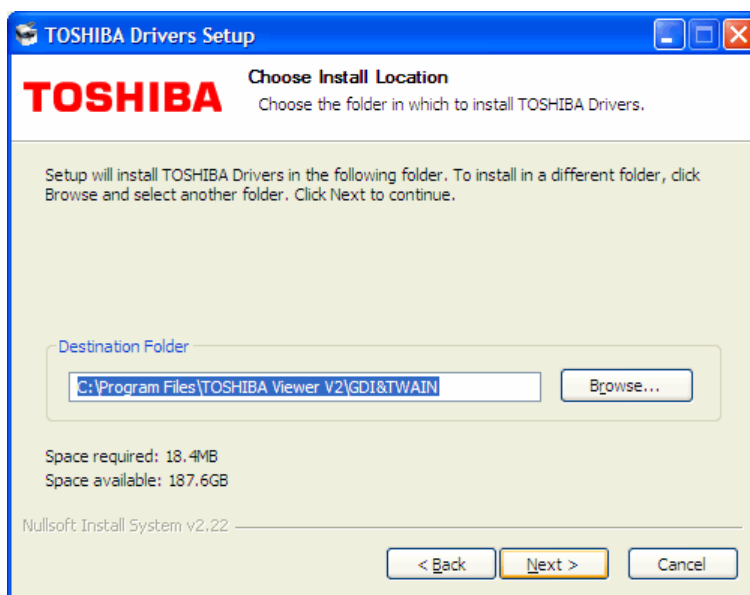 TOSHIBA Drivers Setup
TOSHIBA
Choose Install Location
Choose the folder in which to install TOSHIBA Drivers.
Setup will install TOSHIBA Drivers in the following folder. To install in a different folder, click
Browse and select another folder. Click Next to continue.
Destination Folder
C:\Program Files\TOSHIBA Viewer V2\GDI&TWAIN
Browse...
Space required: 18.4MB
Space available: 187.6GB
Nullsoft Install System v2.22
< Back Next > Cancel